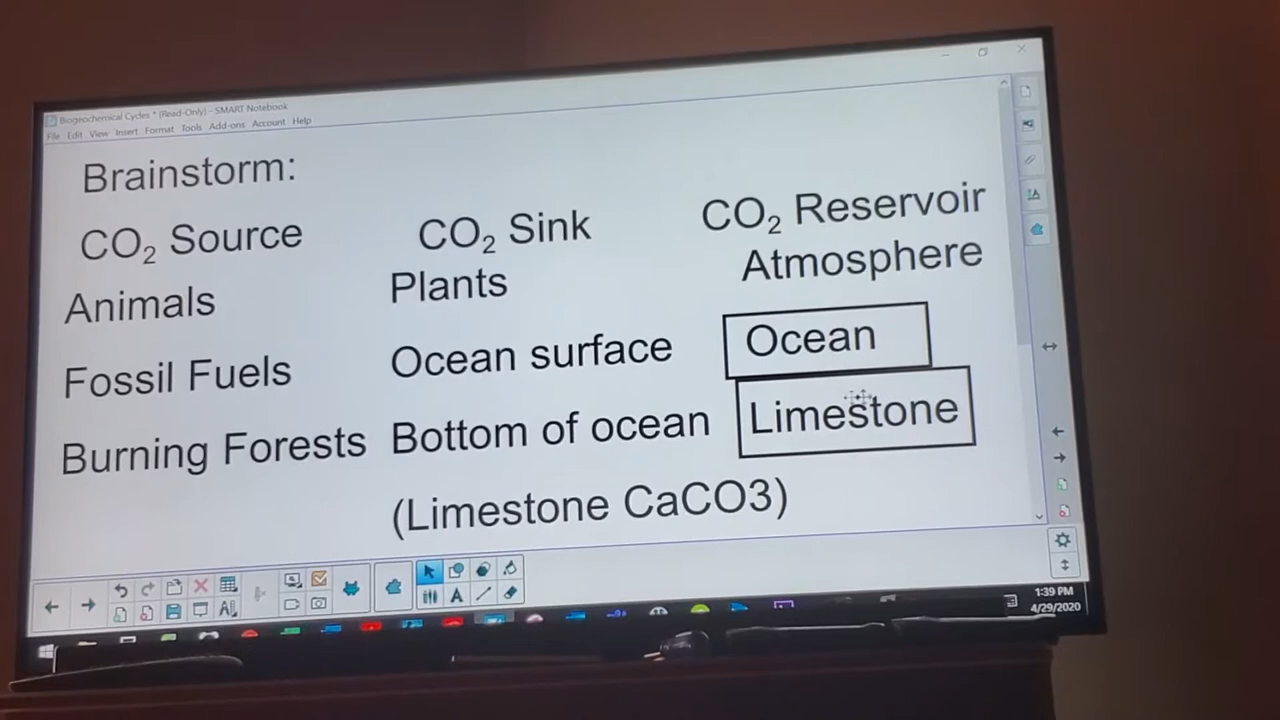 Biogeochemical Cycles * (Read-Only) - SMART Notebook
File Edit View Insert Format Tools Add-ons Account Help
Brainstorm:
CO₂ Source CO₂ Sink CO₂ Reservoir
Animals Plants Atmosphere
Fossil Fuels Ocean surface Ocean
Burning Forests Bottom of ocean Limestone
(Limestone CaCO3)
1:39 PM
4/29/2020